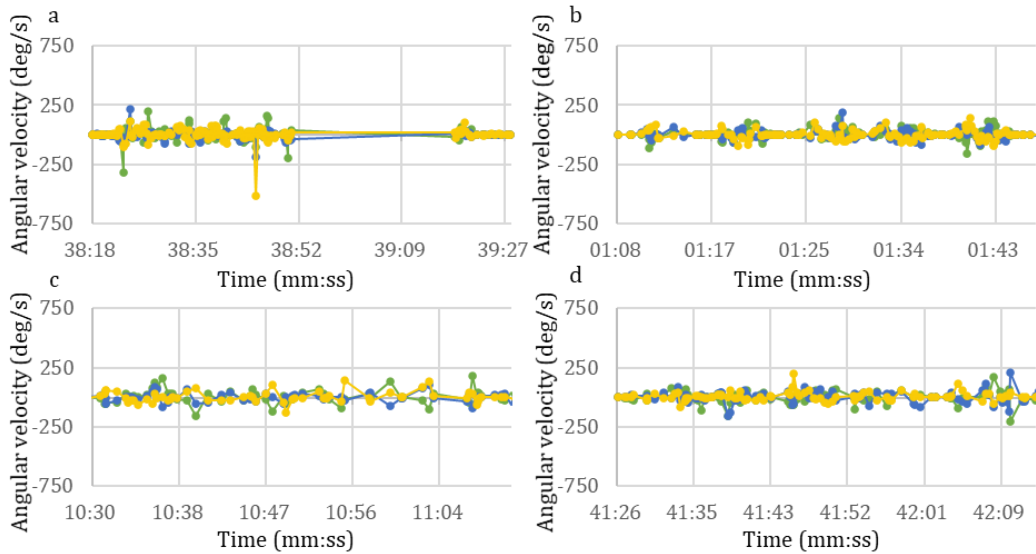 a
Angular velocity (deg/s)
750
250
-250
-750
38:18 38:35 38:52 39:09 39:27
Time (mm:ss)
b
Angular velocity (deg/s)
750
250
-250
-750
01:08 01:17 01:25 01:34 01:43
Time (mm:ss)
c
Angular velocity (deg/s)
750
250
-250
-750
10:30 10:38 10:47 10:56 11:04
Time (mm:ss)
d
Angular velocity (deg/s)
750
250
-250
-750
41:26 41:35 41:43 41:52 42:01 42:09
Time (mm:ss)